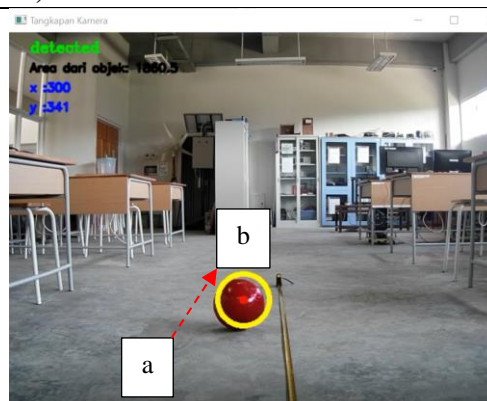 Tangkapan Kamera
detected
Area dari objek: 1860.5
x :300
y :341
b
a